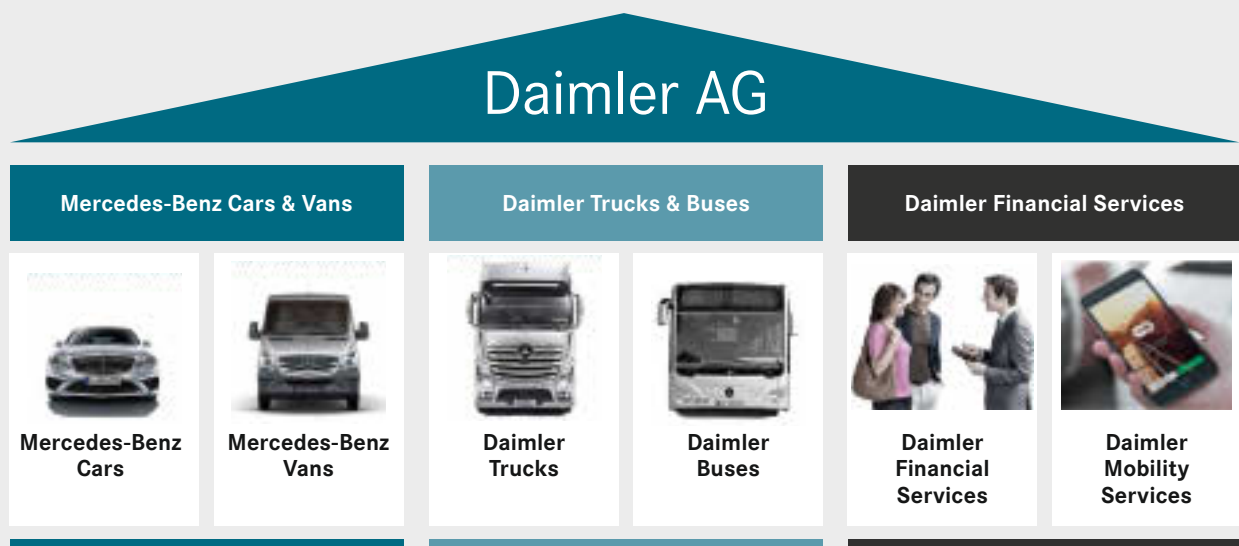 Daimler AG
Mercedes-Benz Cars & Vans
Daimler Trucks & Buses
Daimler Financial Services
Mercedes-Benz
Cars
Mercedes-Benz
Vans
Daimler
Trucks
Daimler
Buses
Daimler
Financial
Services
Daimler
Mobility
Services